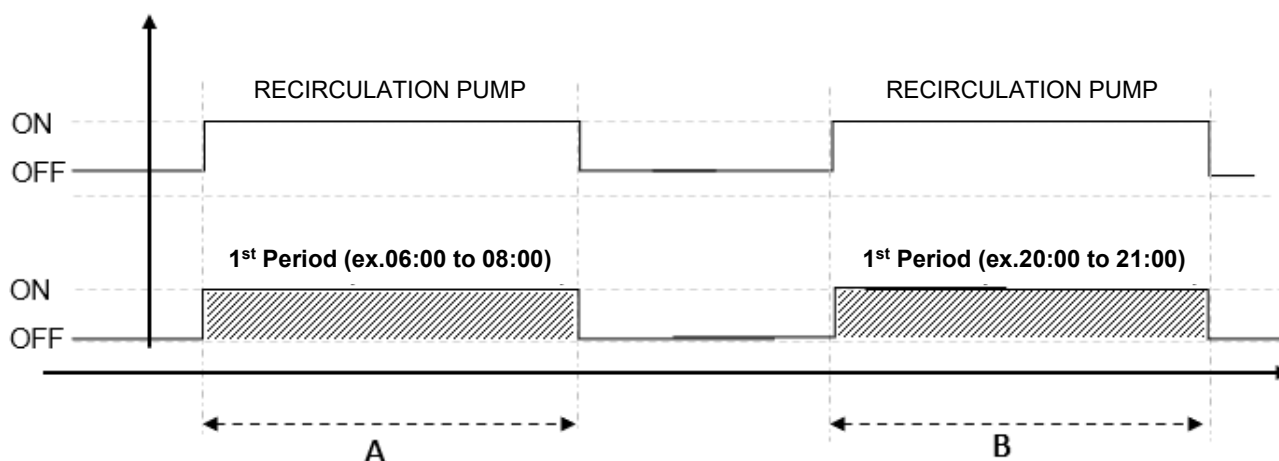 RECIRCULATION PUMP RECIRCULATION PUMP
ON
OFF
1st Period (ex.06:00 to 08:00) 1st Period (ex.20:00 to 21:00)
ON
OFF
A B